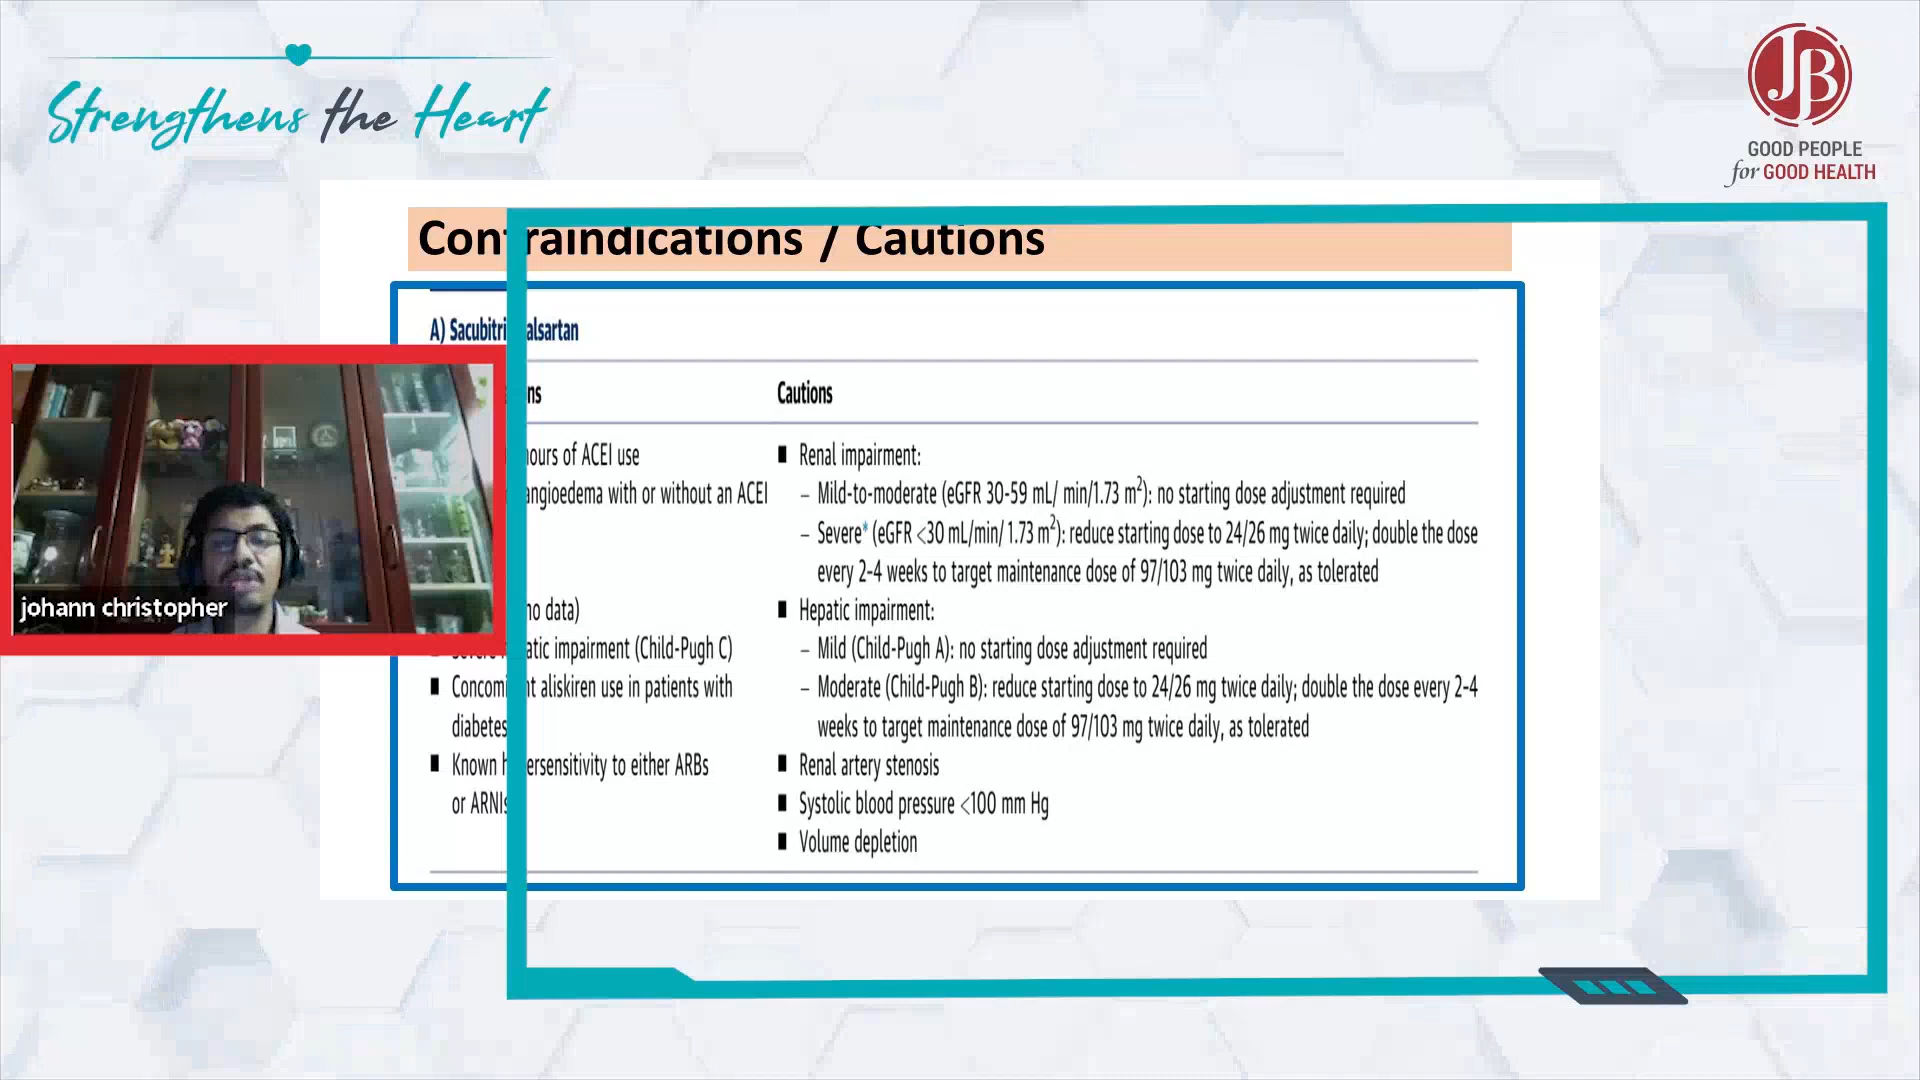 Strengthens the Heart
JB
GOOD PEOPLE
for GOOD HEALTH
Contraindications / Cautions
A) Sacubitri alsartan
ns
Cautions
ours of ACEI use
angioedema with or without an ACEI
no data)
atic impairment (Child-Pugh C)
■ Concomi nt aliskiren use in patients with
diabetes
■ Known h ersensitivity to either ARBs
or ARNIs
■ Renal impairment:
– Mild-to-moderate (eGFR 30-59 mL/ min/1.73 m²): no starting dose adjustment required
– Severe* (eGFR <30 mL/min/ 1.73 m²): reduce starting dose to 24/26 mg twice daily; double the dose
every 2-4 weeks to target maintenance dose of 97/103 mg twice daily, as tolerated
■ Hepatic impairment:
– Mild (Child-Pugh A): no starting dose adjustment required
– Moderate (Child-Pugh B): reduce starting dose to 24/26 mg twice daily; double the dose every 2-4
weeks to target maintenance dose of 97/103 mg twice daily, as tolerated
■ Renal artery stenosis
■ Systolic blood pressure <100 mm Hg
■ Volume depletion
johann christopher